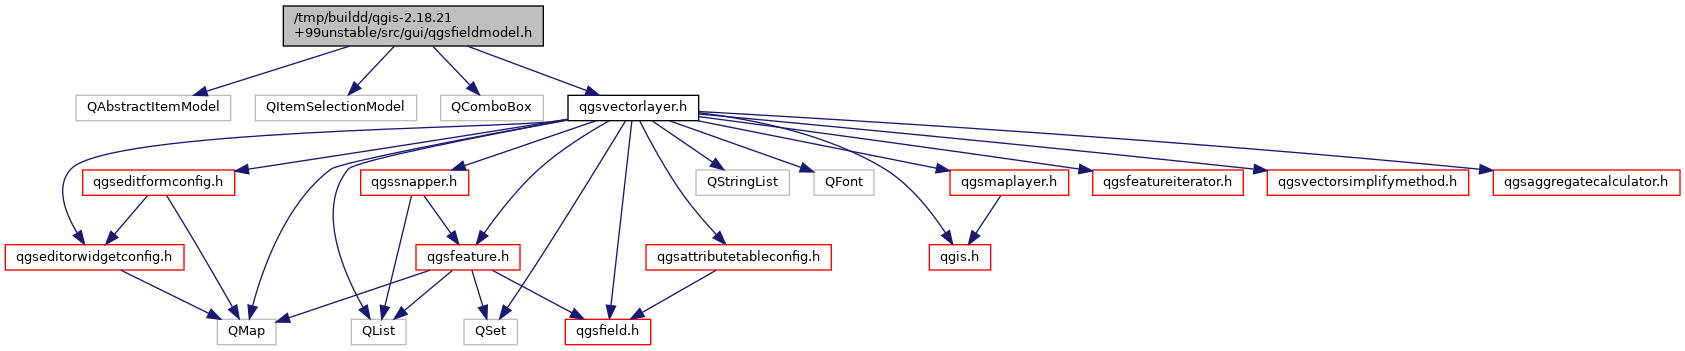 /tmp/buildd/qgis-2.18.21
+99unstable/src/gui/qgsfieldmodel.h
QAbstractItemModel
QItemSelectionModel
QComboBox
qgsvectorlayer.h
qgseditformconfig.h
qgssnapper.h
QStringList
QFont
qgsmaplayer.h
qgsfeatureiterator.h
qgsvectorsimplifymethod.h
qgsaggregatecalculator.h
qgseditorwidgetconfig.h
qgsfeature.h
qgsattributetableconfig.h
qgis.h
QMap
QList
QSet
qgsfield.h